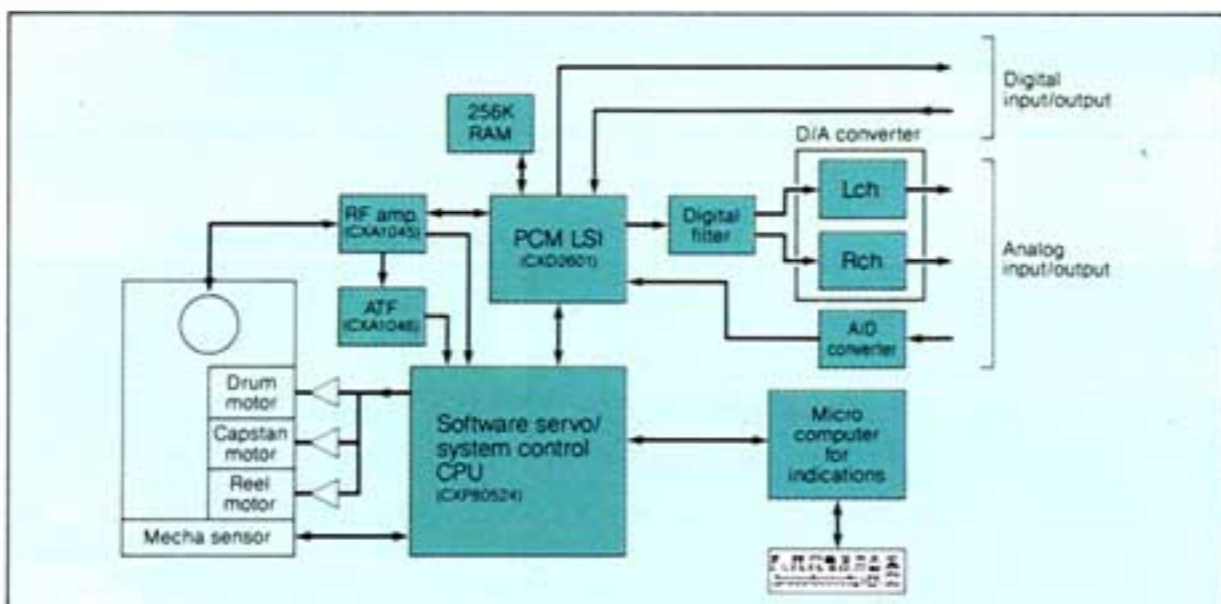 Digital
input/output
256K
RAM
D/A converter
Lch
RF amp.
(CXA1045)
PCM LSI
(CXD2601)
Digital
filter
Rch
Analog
input/output
ATF
(CXA1046)
A/D
converter
Drum
motor
Capstan
motor
Reel
motor
Mecha sensor
Software servo/
system control
CPU
(CXP80524)
Micro
computer
for
indications